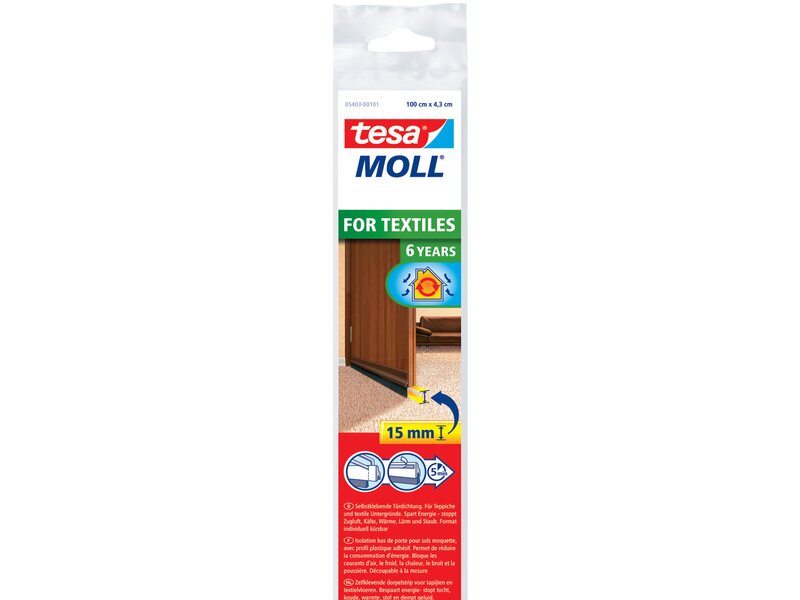 05403-00101 100 cm x 4,3 cm
tesa®
MOLL®
FOR TEXTILES
6 YEARS
15 mm
5 min
D Selbstklebende Türdichtung. Für Teppiche
und textile Untergründe. Spart Energie - stoppt
Zugluft, Kälte, Wärme, Lärm und Staub. Format
individuell kürzbar
F Isolation bas de porte pour sols moquette,
avec profil plastique adhésif. Permet de réduire
la consommation d'énergie. Bloque les
courants d'air, le froid, la chaleur, le bruit et la
poussière. Découpable à la mesure
NL Zelfklevende dorpelstrip voor tapijten en
textielvloeren. Bespaart energie- stopt tocht,
koude, warmte, stof en dempt geluid.